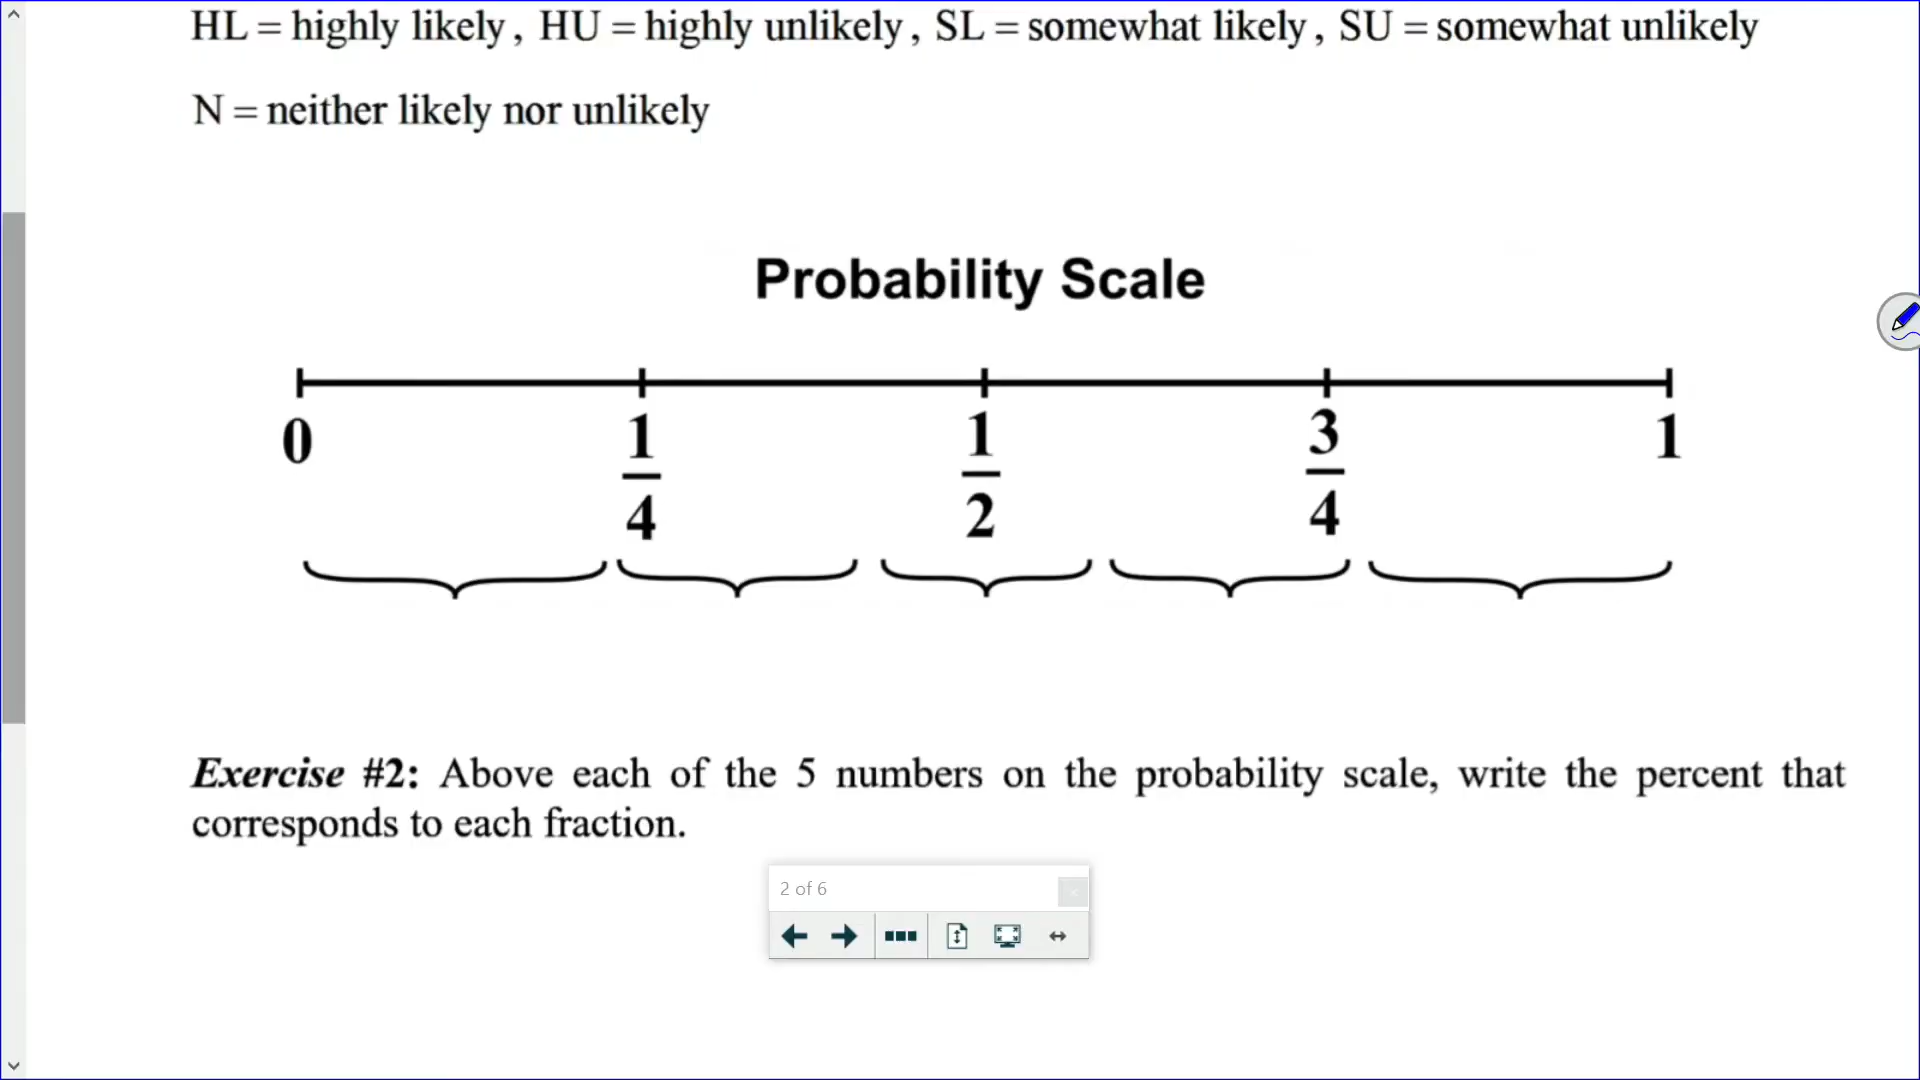 HL = highly likely, HU = highly unlikely, SL = somewhat likely, SU = somewhat unlikely
N = neither likely nor unlikely
Probability Scale
0 1/4 1/2 3/4 1
Exercise #2: Above each of the 5 numbers on the probability scale, write the percent that
corresponds to each fraction.
2 of 6